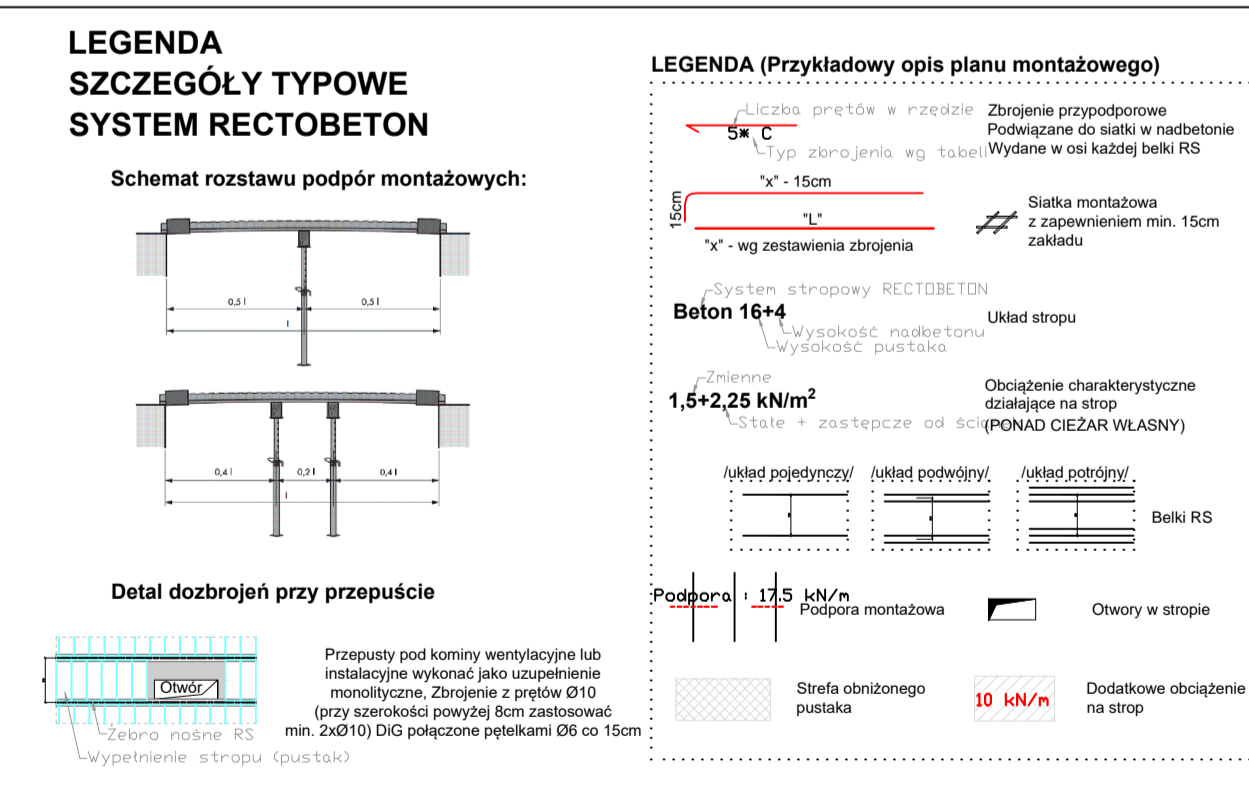 LEGENDA
SZCZEGÓŁY TYPOWE
SYSTEM RECTOBETON
Schemat rozstawu podpór montażowych:
0,5 l
0,5 l
l
0,4 l
0,2 l
0,4 l
l
Detal dozbrojeń przy przepuście
Otwór
Żebro nośne RS
Wypełnienie stropu (pustak)
Przepusty pod kominy wentylacyjne lub
instalacyjne wykonać jako uzupełnienie
monolityczne, Zbrojenie z prętów Ø10
(przy szerokości powyżej 8cm zastosować
min. 2xØ10) DiG połączone pętelkami Ø6 co 15cm
LEGENDA (Przykładowy opis planu montażowego)
Liczba prętów w rzędzie
5* C
Typ zbrojenia wg tabeli
Zbrojenie przypodporowe
Podwiązane do siatki w nadbetonie
Wydane w osi każdej belki RS
"x" - 15cm
15cm
"L"
"x" - wg zestawienia zbrojenia
Siatka montażowa
z zapewnieniem min. 15cm
zakładu
System stropowy RECTOBETON
Beton 16+4
Wysokość nadbetonu
Wysokość pustaka
Układ stropu
Zmienne
1,5+2,25 kN/m²
Stałe + zastępcze od ścian
Obciążenie charakterystyczne
działające na strop
(PONAD CIEŻAR WŁASNY)
/układ pojedynczy/
/układ podwójny/
/układ potrójny/
Belki RS
Podpora : 17.5 kN/m
Podpora montażowa
Otwory w stropie
Strefa obniżonego
pustaka
10 kN/m
Dodatkowe obciążenie
na strop